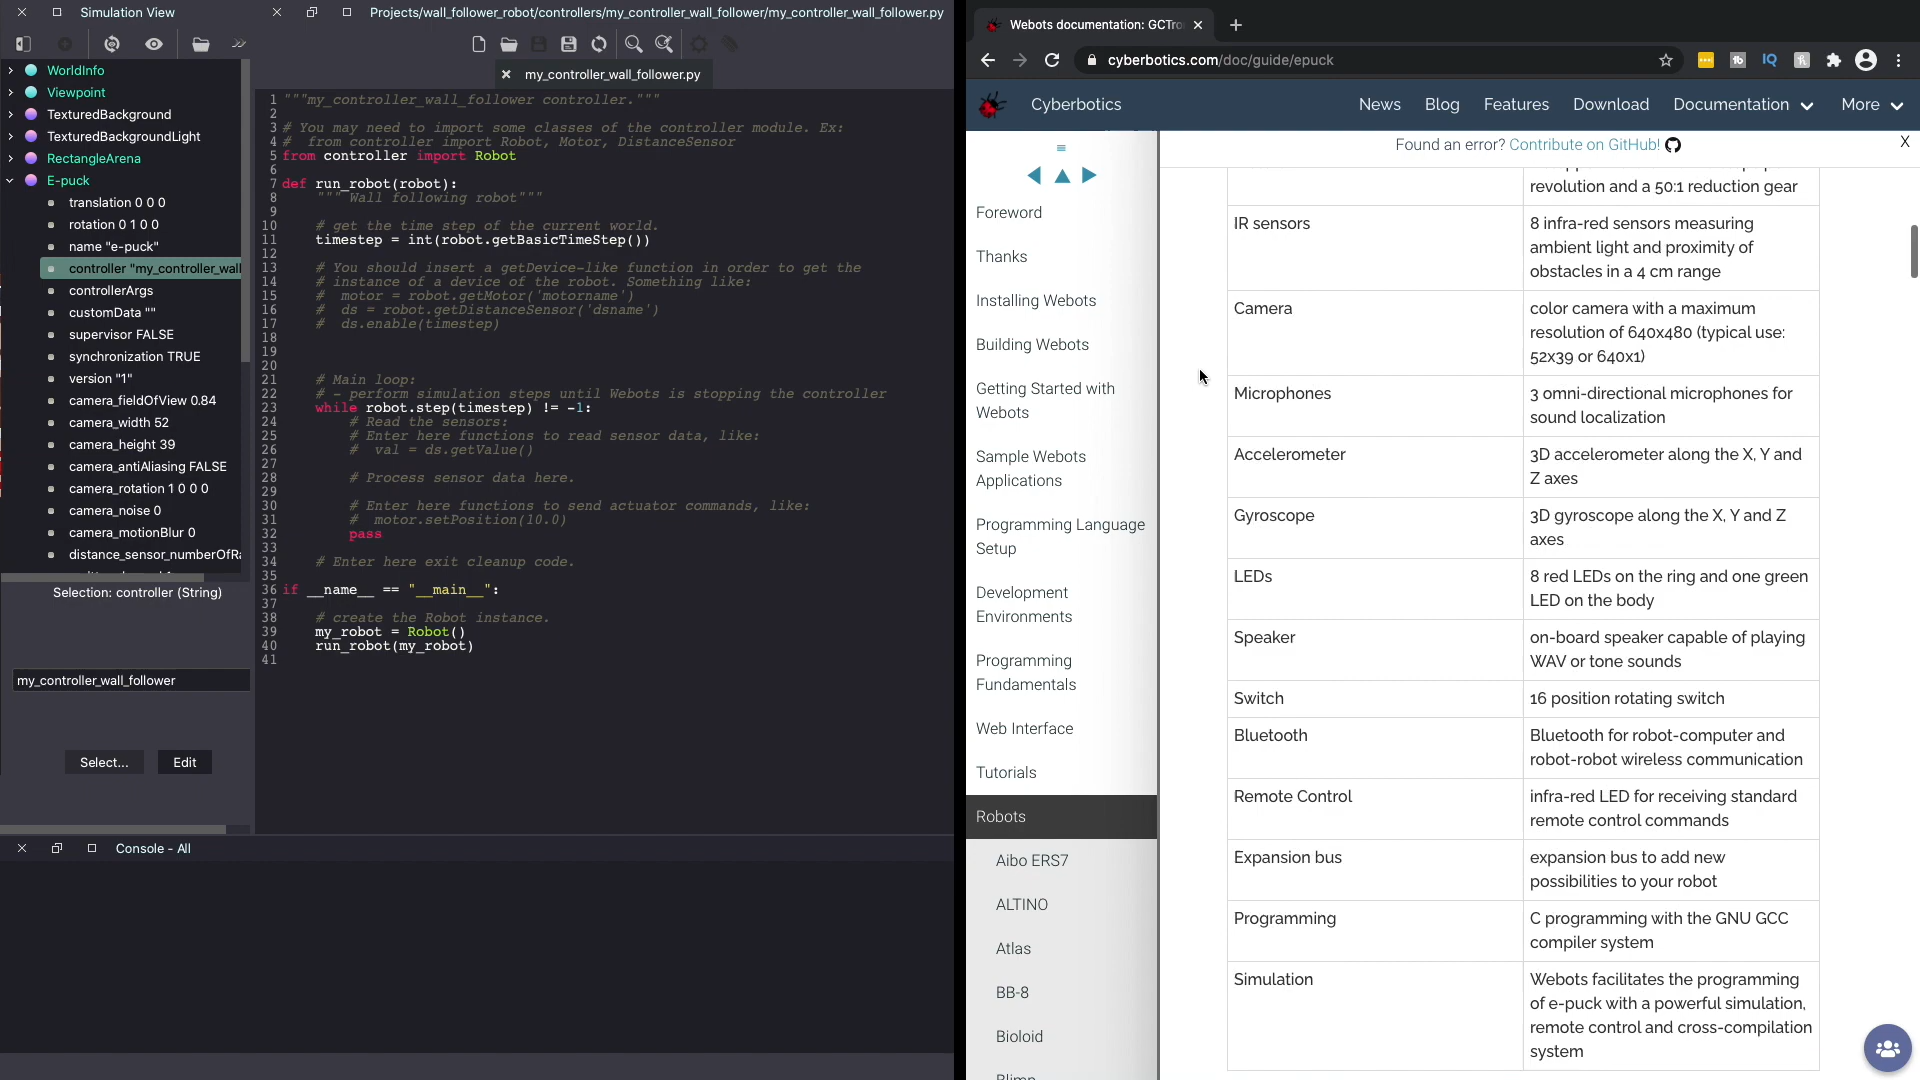 Simulation View
Projects/wall_follower_robot/controllers/my_controller_wall_follower/my_controller_wall_follower.py
my_controller_wall_follower.py
WorldInfo
Viewpoint
TexturedBackground
TexturedBackgroundLight
RectangleArena
E-puck
translation 0 0 0
rotation 0 1 0 0
name "e-puck"
controller "my_controller_wall
controllerArgs
customData ""
supervisor FALSE
synchronization TRUE
version "1"
camera_fieldOfView 0.84
camera_width 52
camera_height 39
camera_antiAliasing FALSE
camera_rotation 1 0 0 0
camera_noise 0
camera_motionBlur 0
distance_sensor_numberOfRa
Selection: controller (String)
my_controller_wall_follower
Select...
Edit
1 """my_controller_wall_follower controller."""
2
3 # You may need to import some classes of the controller module. Ex:
4 #  from controller import Robot, Motor, DistanceSensor
5 from controller import Robot
6
7 def run_robot(robot):
8     """ Wall following robot"""
9
10     # get the time step of the current world.
11     timestep = int(robot.getBasicTimeStep())
12
13     # You should insert a getDevice-like function in order to get the
14     # instance of a device of the robot. Something like:
15     #  motor = robot.getMotor('motorname')
16     #  ds = robot.getDistanceSensor('dsname')
17     #  ds.enable(timestep)
18
19
20
21     # Main loop:
22     # - perform simulation steps until Webots is stopping the controller
23     while robot.step(timestep) != -1:
24         # Read the sensors:
25         # Enter here functions to read sensor data, like:
26         #  val = ds.getValue()
27
28         # Process sensor data here.
29
30         # Enter here functions to send actuator commands, like:
31         #  motor.setPosition(10.0)
32         pass
33
34     # Enter here exit cleanup code.
35
36 if __name__ == "__main__":
37
38     # create the Robot instance.
39     my_robot = Robot()
40     run_robot(my_robot)
41
Console - All
Webots documentation: GCTro
cyberbotics.com/doc/guide/epuck
IQ
Cyberbotics
News
Blog
Features
Download
Documentation
More
Found an error? Contribute on GitHub!
X
Foreword
Thanks
Installing Webots
Building Webots
Getting Started with
Webots
Sample Webots
Applications
Programming Language
Setup
Development
Environments
Programming
Fundamentals
Web Interface
Tutorials
Robots
Aibo ERS7
ALTINO
Atlas
BB-8
Bioloid
revolution and a 50:1 reduction gear
IR sensors
8 infra-red sensors measuring
ambient light and proximity of
obstacles in a 4 cm range
Camera
color camera with a maximum
resolution of 640x480 (typical use:
52x39 or 640x1)
Microphones
3 omni-directional microphones for
sound localization
Accelerometer
3D accelerometer along the X, Y and
Z axes
Gyroscope
3D gyroscope along the X, Y and Z
axes
LEDs
8 red LEDs on the ring and one green
LED on the body
Speaker
on-board speaker capable of playing
WAV or tone sounds
Switch
16 position rotating switch
Bluetooth
Bluetooth for robot-computer and
robot-robot wireless communication
Remote Control
infra-red LED for receiving standard
remote control commands
Expansion bus
expansion bus to add new
possibilities to your robot
Programming
C programming with the GNU GCC
compiler system
Simulation
Webots facilitates the programming
of e-puck with a powerful simulation,
remote control and cross-compilation
system